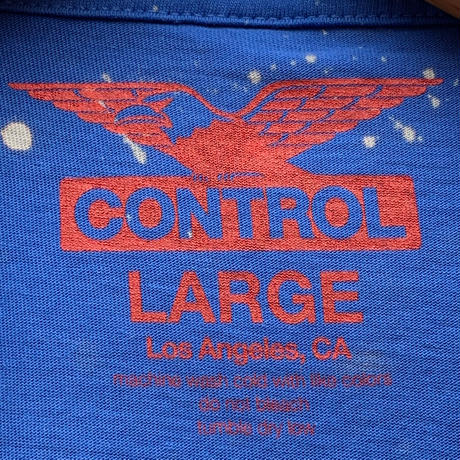 CONTROL
LARGE
Los Angeles, CA
machine wash cold with like colors
do not bleach
tumble dry low